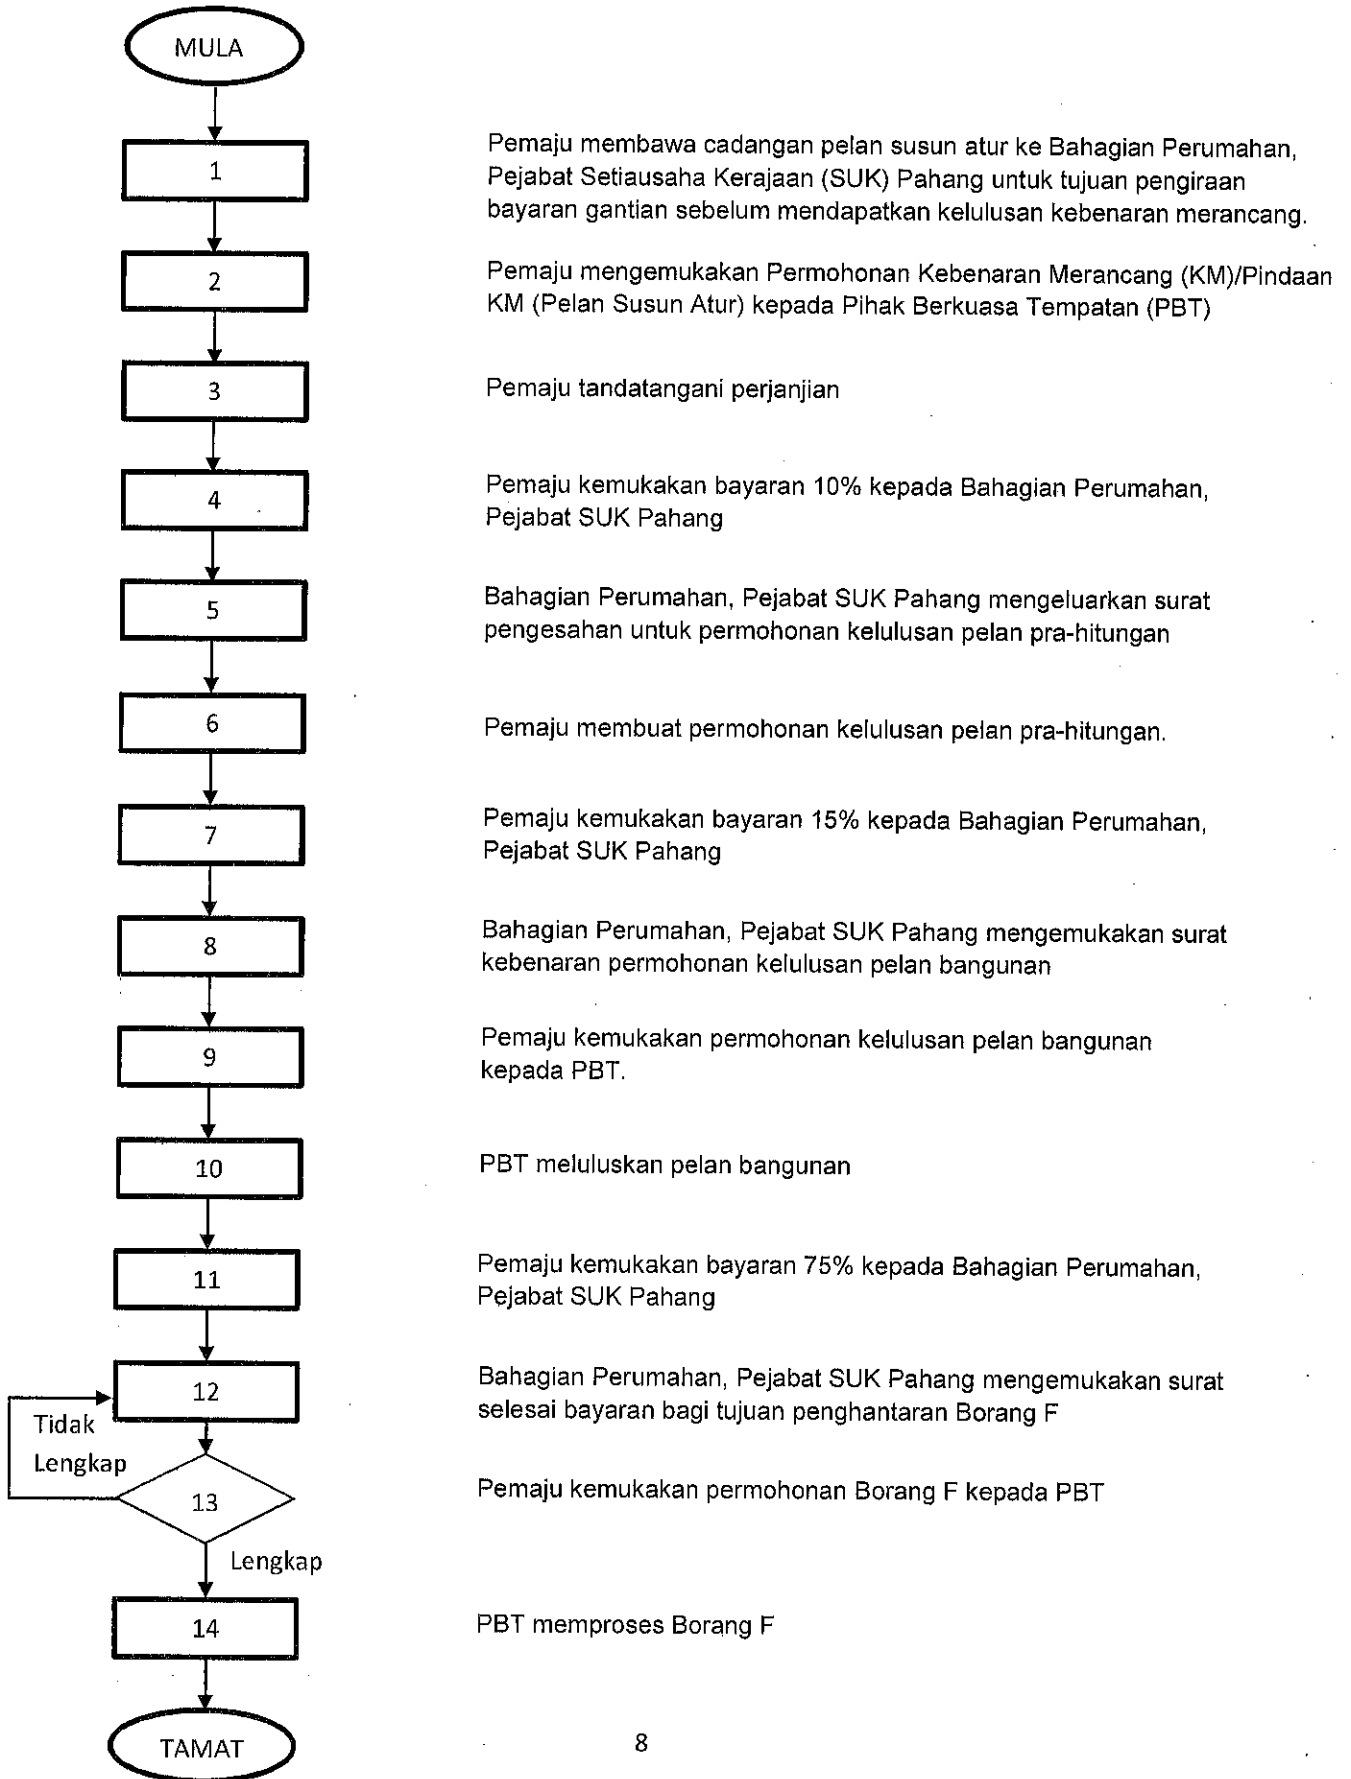 MULA
1
Pemaju membawa cadangan pelan susun atur ke Bahagian Perumahan,
Pejabat Setiausaha Kerajaan (SUK) Pahang untuk tujuan pengiraan
bayaran gantian sebelum mendapatkan kelulusan kebenaran merancang.
2
Pemaju mengemukakan Permohonan Kebenaran Merancang (KM)/Pindaan
KM (Pelan Susun Atur) kepada Pihak Berkuasa Tempatan (PBT)
3
Pemaju tandatangani perjanjian
4
Pemaju kemukakan bayaran 10% kepada Bahagian Perumahan,
Pejabat SUK Pahang
5
Bahagian Perumahan, Pejabat SUK Pahang mengeluarkan surat
pengesahan untuk permohonan kelulusan pelan pra-hitungan
6
Pemaju membuat permohonan kelulusan pelan pra-hitungan.
7
Pemaju kemukakan bayaran 15% kepada Bahagian Perumahan,
Pejabat SUK Pahang
8
Bahagian Perumahan, Pejabat SUK Pahang mengemukakan surat
kebenaran permohonan kelulusan pelan bangunan
9
Pemaju kemukakan permohonan kelulusan pelan bangunan
kepada PBT.
10
PBT meluluskan pelan bangunan
11
Pemaju kemukakan bayaran 75% kepada Bahagian Perumahan,
Pejabat SUK Pahang
12
Bahagian Perumahan, Pejabat SUK Pahang mengemukakan surat
selesai bayaran bagi tujuan penghantaran Borang F
Tidak
Lengkap
13
Pemaju kemukakan permohonan Borang F kepada PBT
Lengkap
14
PBT memproses Borang F
TAMAT
8